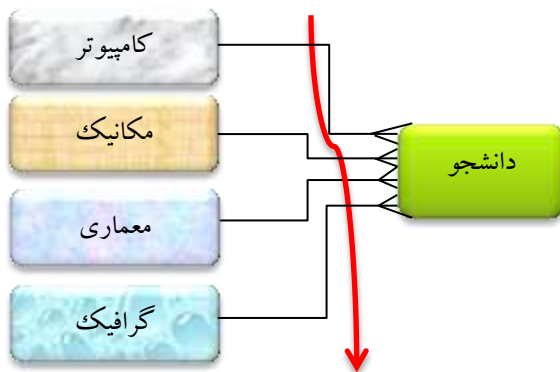 کامپیوتر
مکانیک
دانشجو
معماری
گرافیک